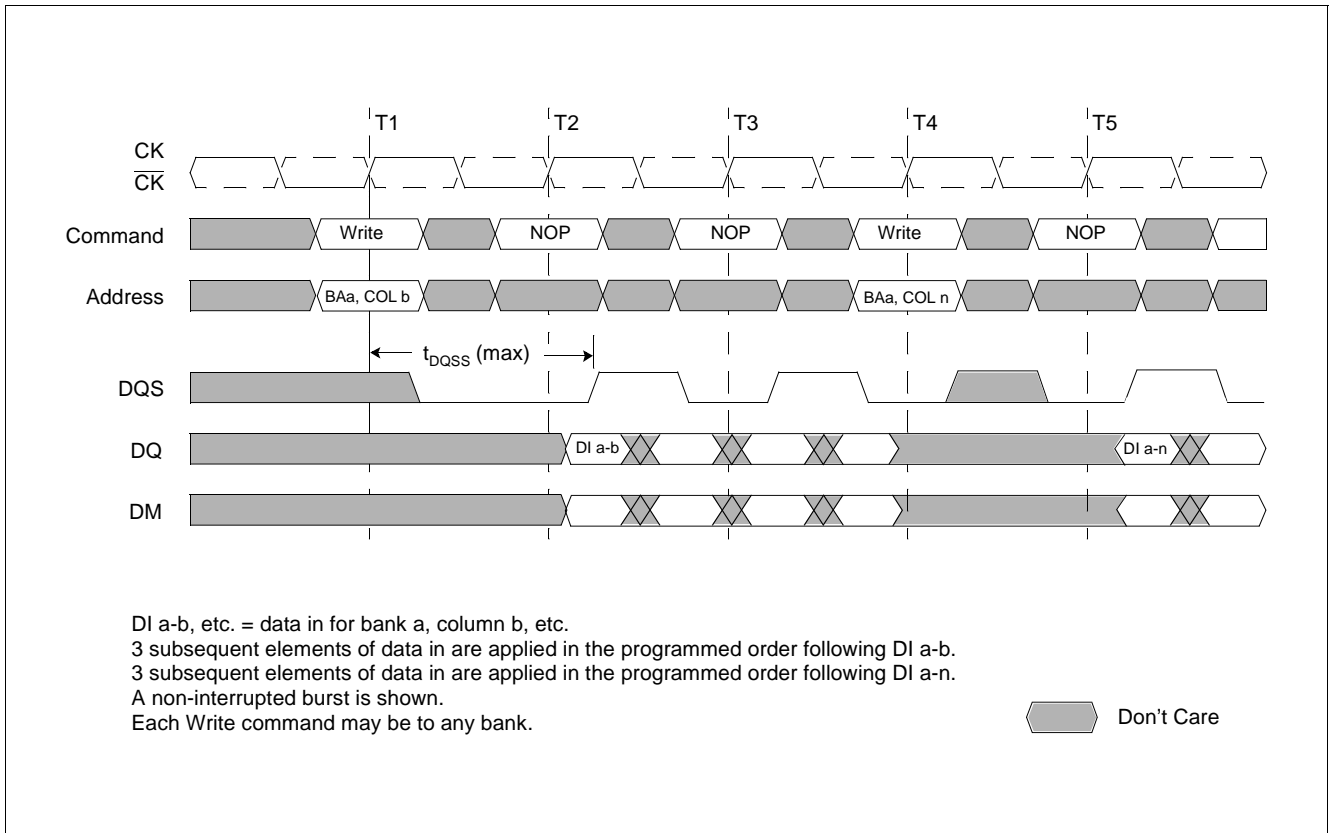 T1 T2 T3 T4 T5
CK
CK
Command Write NOP NOP Write NOP
Address BAa, COL b BAa, COL n
tDQSS (max)
DQS
DQ DI a-b DI a-n
DM
DI a-b, etc. = data in for bank a, column b, etc.
3 subsequent elements of data in are applied in the programmed order following DI a-b.
3 subsequent elements of data in are applied in the programmed order following DI a-n.
A non-interrupted burst is shown.
Each Write command may be to any bank.
Don't Care